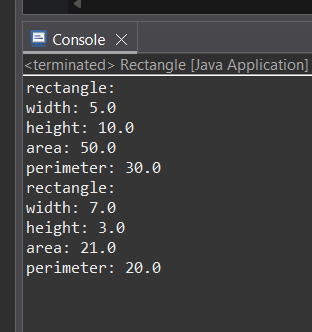 Console
<terminated> Rectangle [Java Application]
rectangle:
width: 5.0
height: 10.0
area: 50.0
perimeter: 30.0
rectangle:
width: 7.0
height: 3.0
area: 21.0
perimeter: 20.0